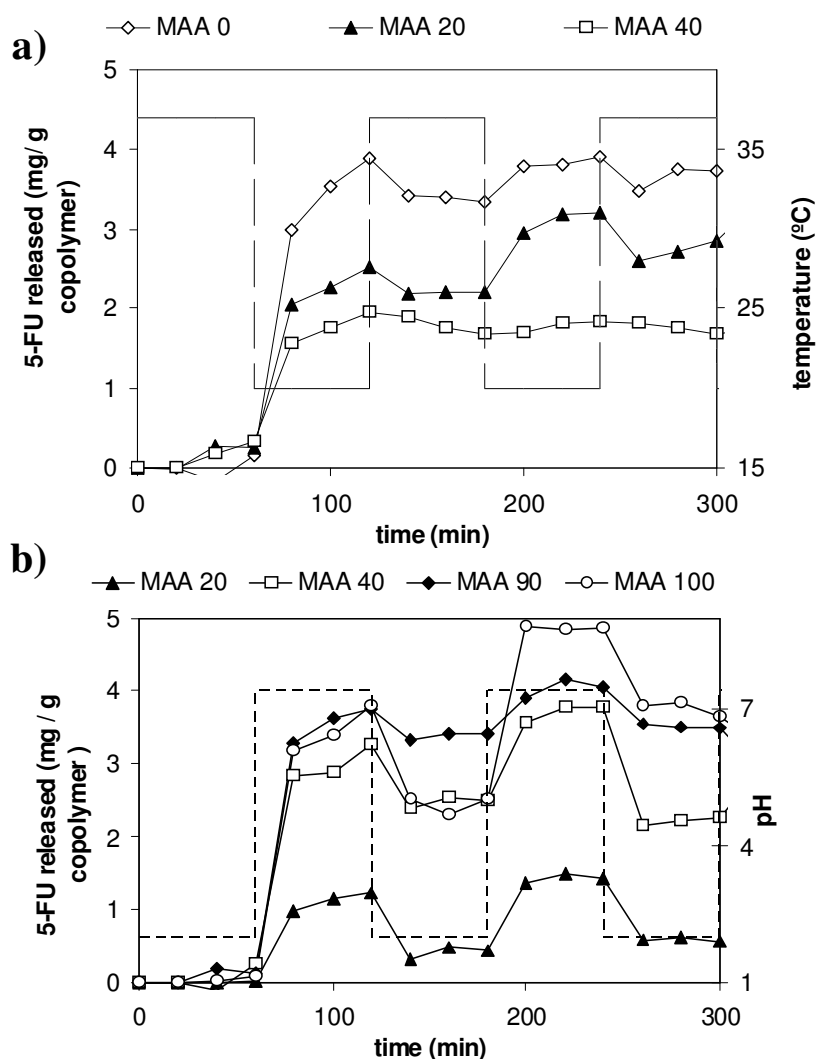 MAA 0 MAA 20 MAA 40
a)
5
4
3
2
1
0
5-FU released (mg/ g
copolymer)
35
25
15
temperature (ºC)
0 100 200 300
time (min)
b)
MAA 20 MAA 40 MAA 90 MAA 100
5
4
3
2
1
0
5-FU released (mg / g
copolymer)
7
4
1
pH
0 100 200 300
time (min)